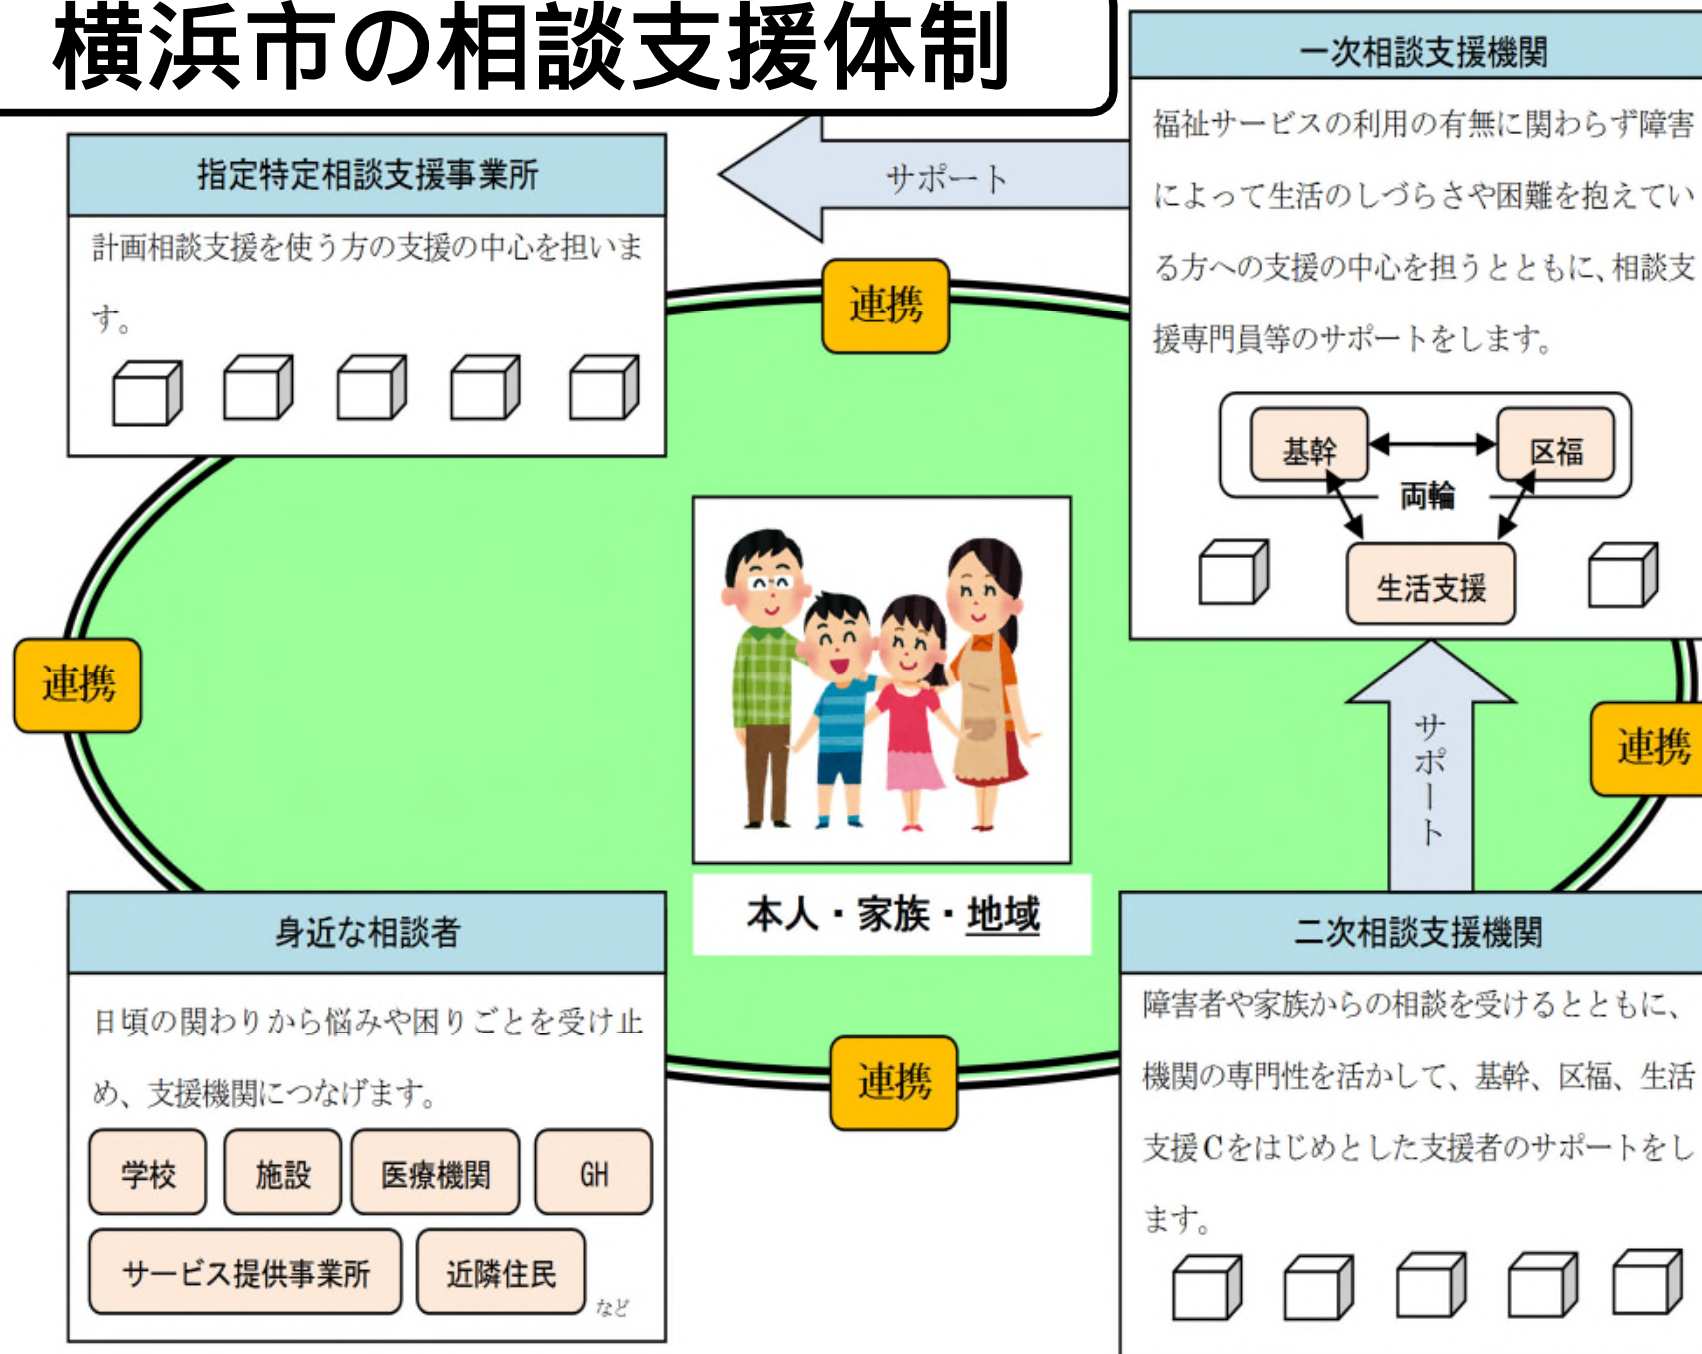 横浜市の相談支援体制
指定特定相談支援事業所
計画相談支援を使う方の支援の中心を担いま
す。
サポート
一次相談支援機関
福祉サービスの利用の有無に関わらず障害
によって生活のしづらさや困難を抱えてい
る方への支援の中心を担うとともに、相談支
援専門員等のサポートをします。
基幹
区福
両輪
生活支援
連携
連携
連携
サポート
本人・家族・地域
身近な相談者
日頃の関わりから悩みや困りごとを受け止
め、支援機関につなげます。
学校
施設
医療機関
GH
サービス提供事業所
近隣住民
など
連携
二次相談支援機関
障害者や家族からの相談を受けるとともに、
機関の専門性を活かして、基幹、区福、生活
支援Cをはじめとした支援者のサポートをし
ます。